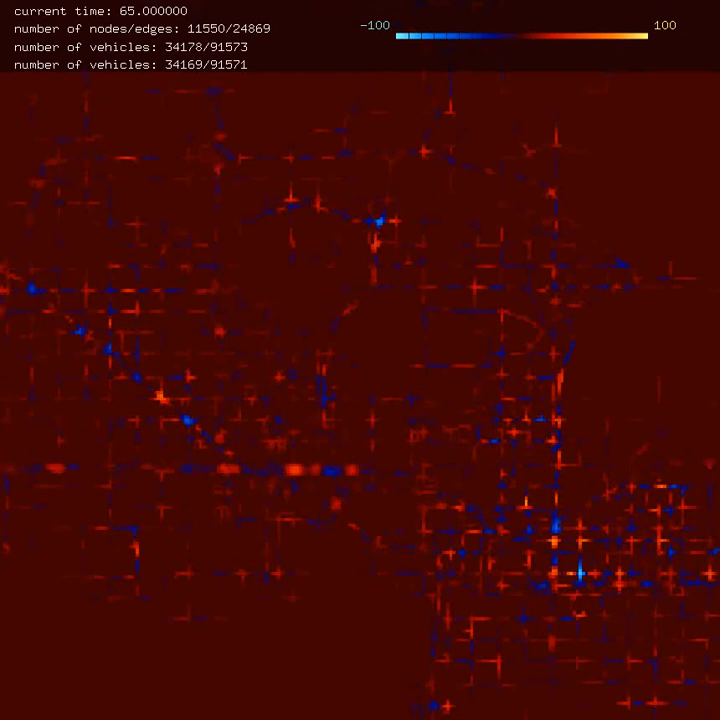 current time: 65.000000
number of nodes/edges: 11550/24869
number of vehicles: 34178/91573
number of vehicles: 34169/91571
-100
100